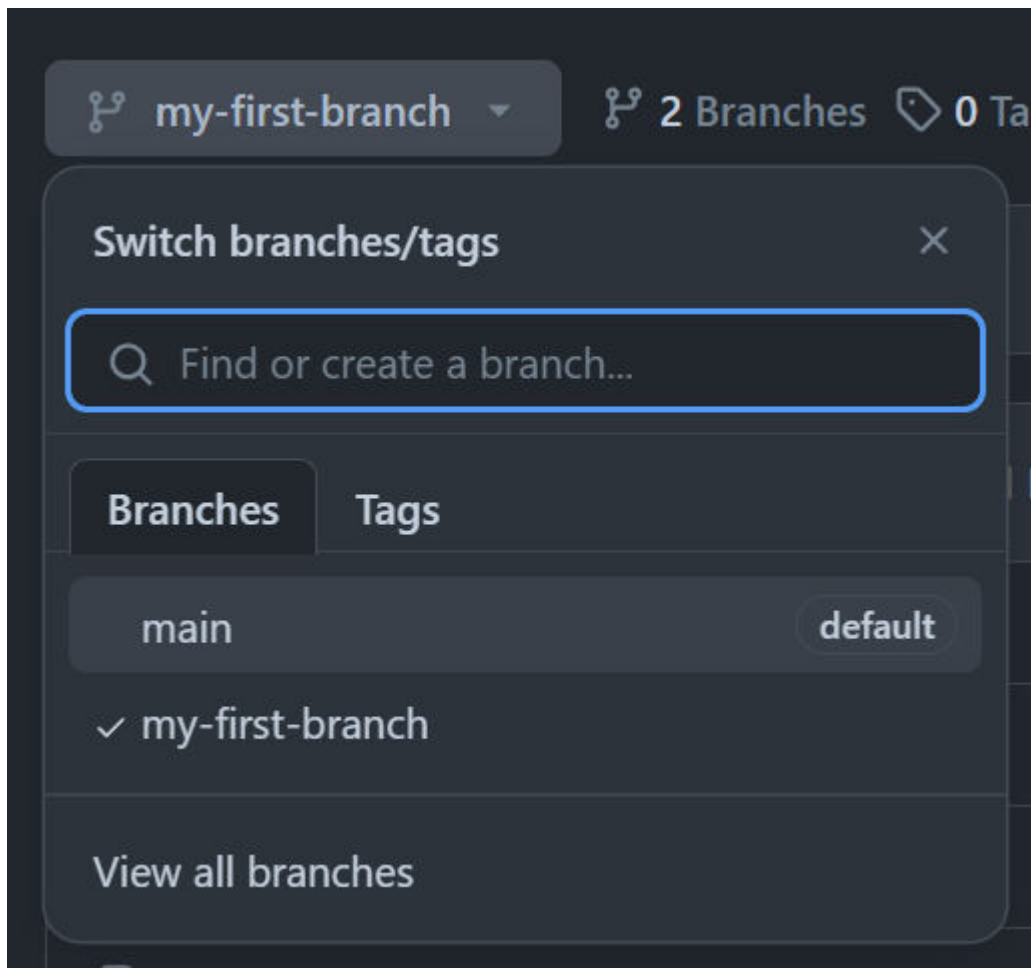 my-first-branch 2 Branches 0 Ta
Switch branches/tags
Find or create a branch...
Branches Tags
main default
my-first-branch
View all branches